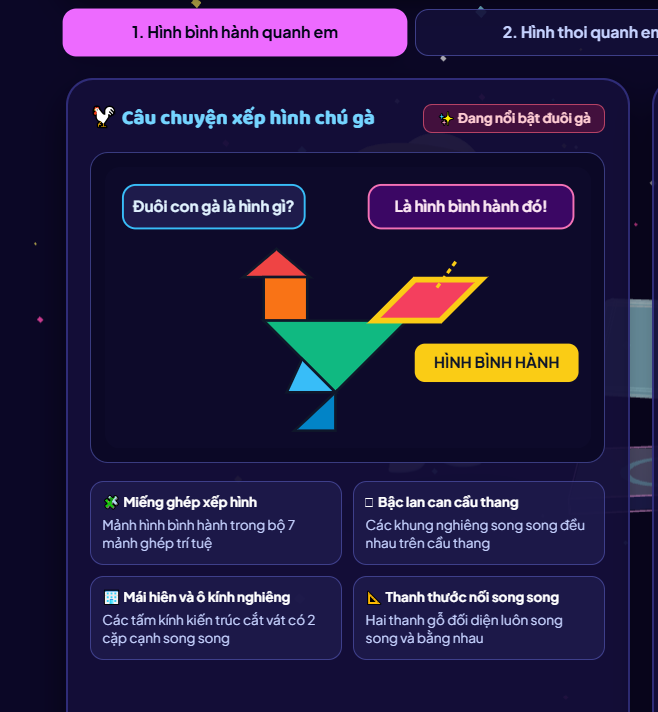 1. Hình bình hành quanh em
2. Hình thoi quanh em
Câu chuyện xếp hình chú gà
Đang nổi bật đuôi gà
Đuôi con gà là hình gì?
Là hình bình hành đó!
HÌNH BÌNH HÀNH
Miếng ghép xếp hình
Mảnh hình bình hành trong bộ 7
mảnh ghép trí tuệ
Bậc lan can cầu thang
Các khung nghiêng song song đều
nhau trên cầu thang
Mái hiên và ô kính nghiêng
Các tấm kính kiến trúc cắt vát có 2
cặp cạnh song song
Thanh thước nối song song
Hai thanh gỗ đối diện luôn song
song và bằng nhau